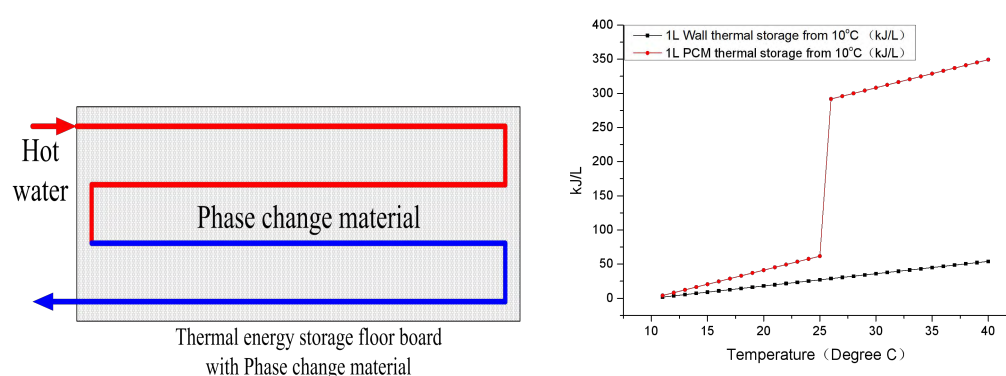 Hot
water
Phase change material
Thermal energy storage floor board
with Phase change material
400
350
300
250
200
150
100
50
0
kJ/L
1L Wall thermal storage from 10°C （kJ/L）
1L PCM thermal storage from 10°C （kJ/L）
10 15 20 25 30 35 40
Temperature（Degree C）